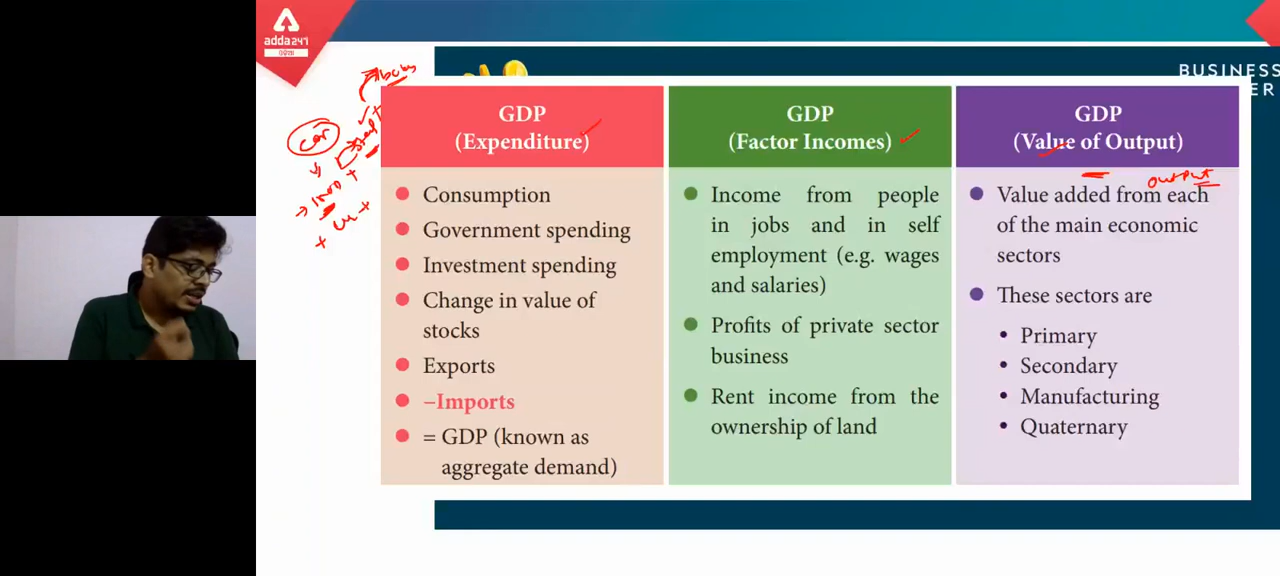 adda247
ଓଡ଼ିଆ
BUSINESS
ER
car
output
GDP
(Expenditure)
Consumption
Government spending
Investment spending
Change in value of
stocks
Exports
–Imports
= GDP (known as
aggregate demand)
GDP
(Factor Incomes)
Income from people
in jobs and in self
employment (e.g. wages
and salaries)
Profits of private sector
business
Rent income from the
ownership of land
GDP
(Value of Output)
Value added from each
of the main economic
sectors
These sectors are
Primary
Secondary
Manufacturing
Quaternary